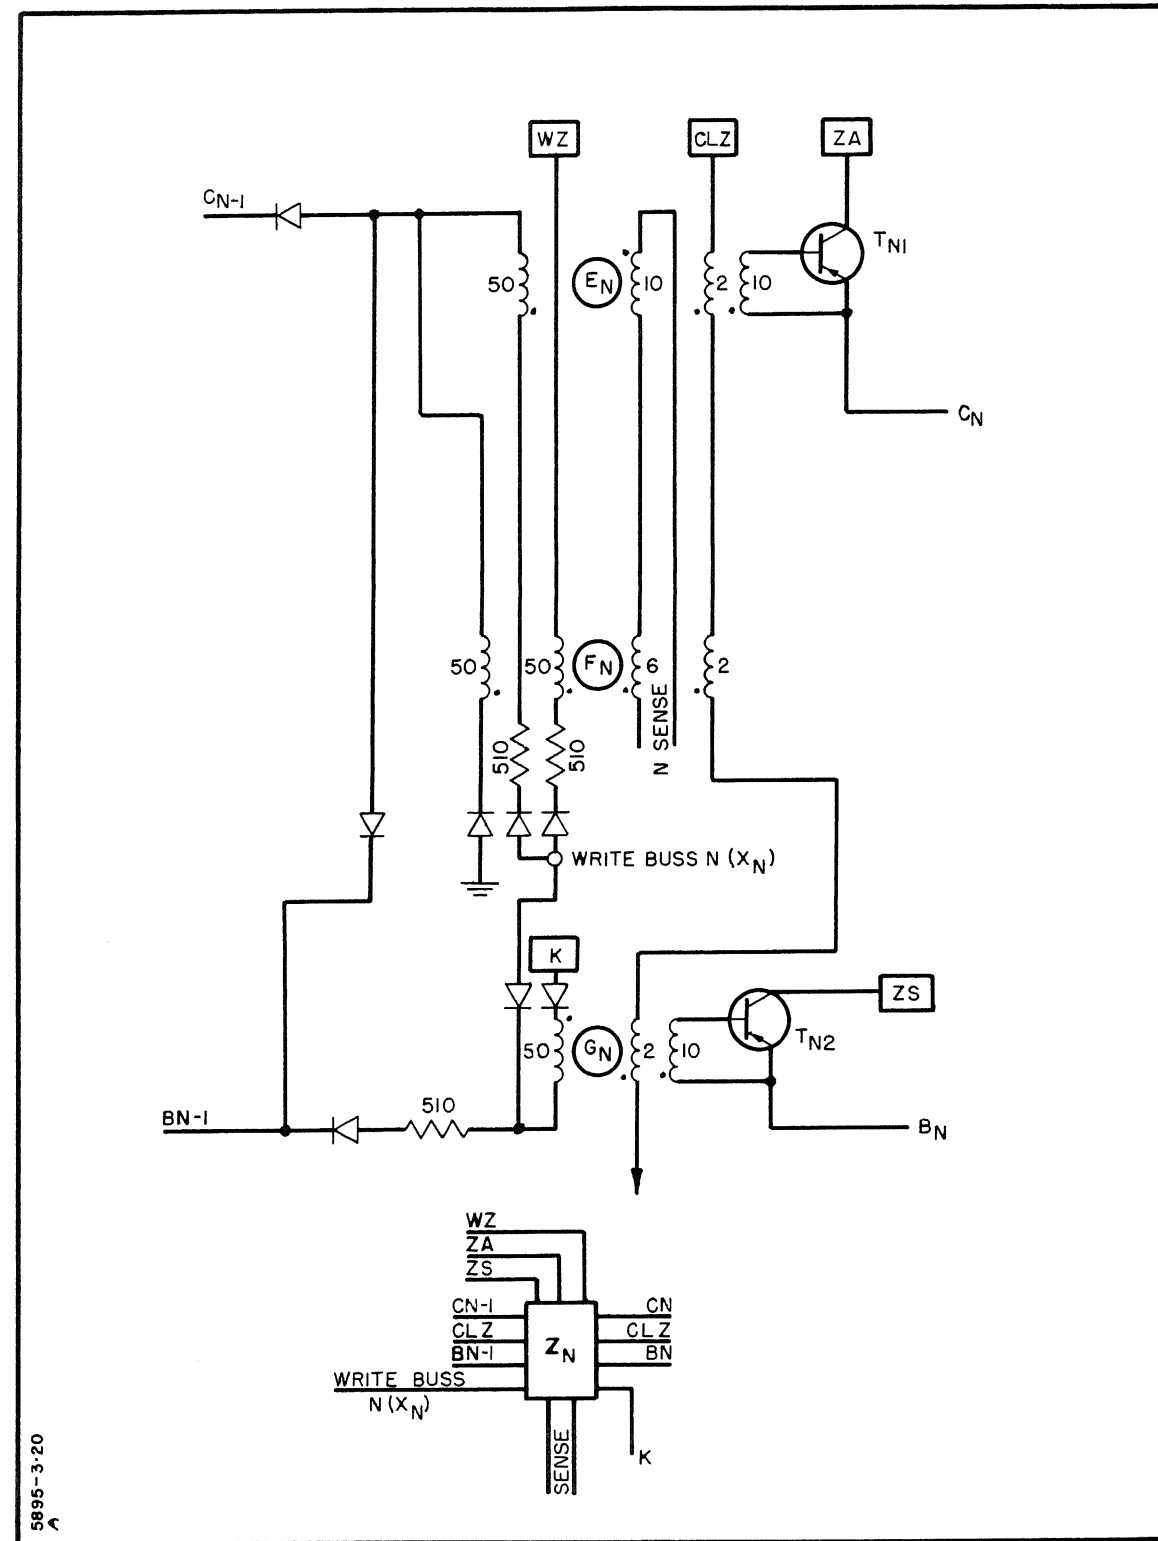 WZ
CLZ
ZA
CN-1
TN1
50
EN
10
2
10
CN
50
50
FN
6
2
N SENSE
510
510
WRITE BUSS N (XN)
K
ZS
50
GN
2
10
TN2
510
BN-1
BN
WZ
ZA
ZS
CN-1
CN
CLZ
ZN
CLZ
BN-1
BN
WRITE BUSS
N (XN)
SENSE
K
5895-3-20
A